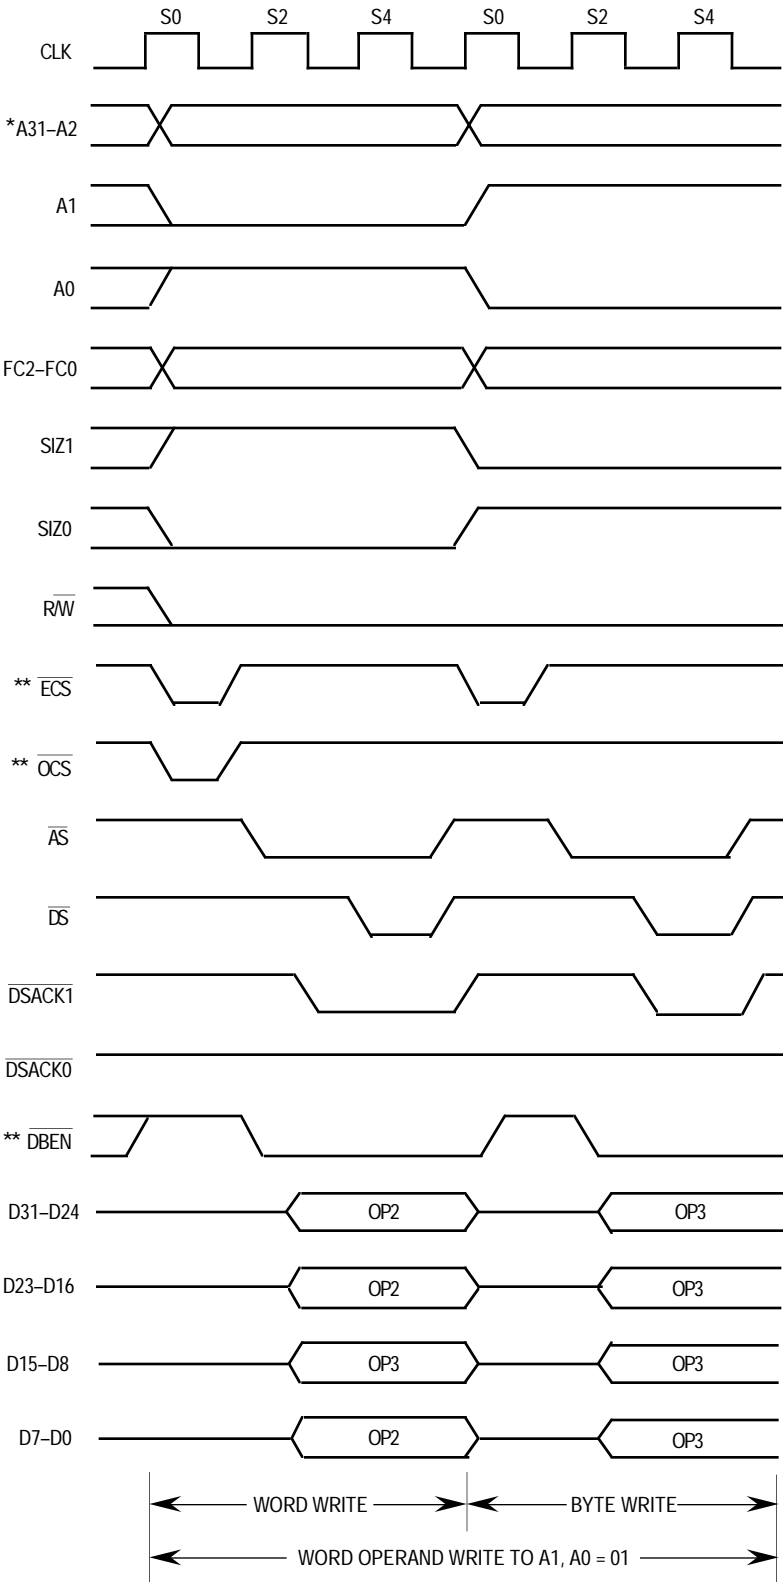 S0 S2 S4 S0 S2 S4
CLK
*A31–A2
A1
A0
FC2–FC0
SIZ1
SIZ0
R/W
** ECS
** OCS
AS
DS
DSACK1
DSACK0
** DBEN
D31–D24 OP2 OP3
D23–D16 OP2 OP3
D15–D8 OP3 OP3
D7–D0 OP2 OP3
WORD WRITE BYTE WRITE
WORD OPERAND WRITE TO A1, A0 = 01